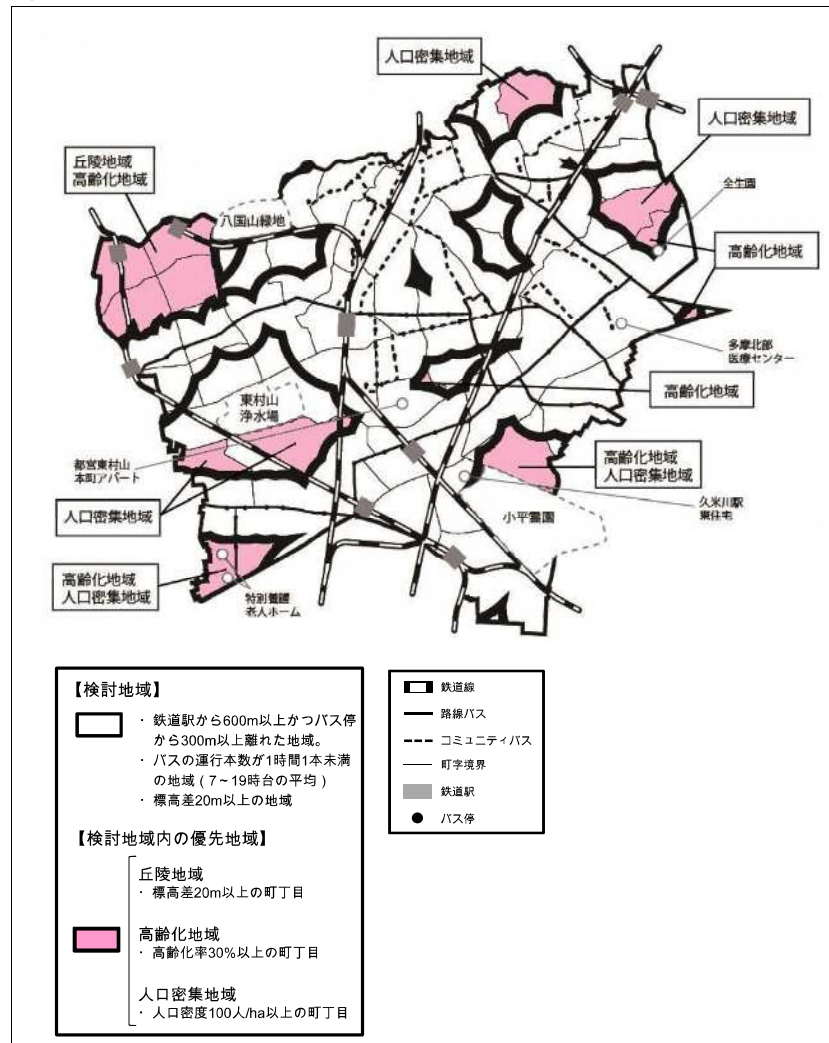 人口密集地域
人口密集地域
丘陵地域
高齢化地域
全生園
八国山緑地
高齢化地域
多摩北部
医療センター
高齢化地域
東村山
浄水場
都営東村山
本町アパート
高齢化地域
人口密集地域
久米川駅
東住宅
人口密集地域
小平霊園
高齢化地域
人口密集地域
特別養護
老人ホーム
【検討地域】
・ 鉄道駅から600m以上かつバス停
から300m以上離れた地域。
・ バスの運行本数が1時間1本未満
の地域(7~19時台の平均)
・ 標高差20m以上の地域
【検討地域内の優先地域】
丘陵地域
・ 標高差20m以上の町丁目
高齢化地域
・ 高齢化率30%以上の町丁目
人口密集地域
・ 人口密度100人/ha以上の町丁目
鉄道線
路線バス
コミュニティバス
町字境界
鉄道駅
バス停